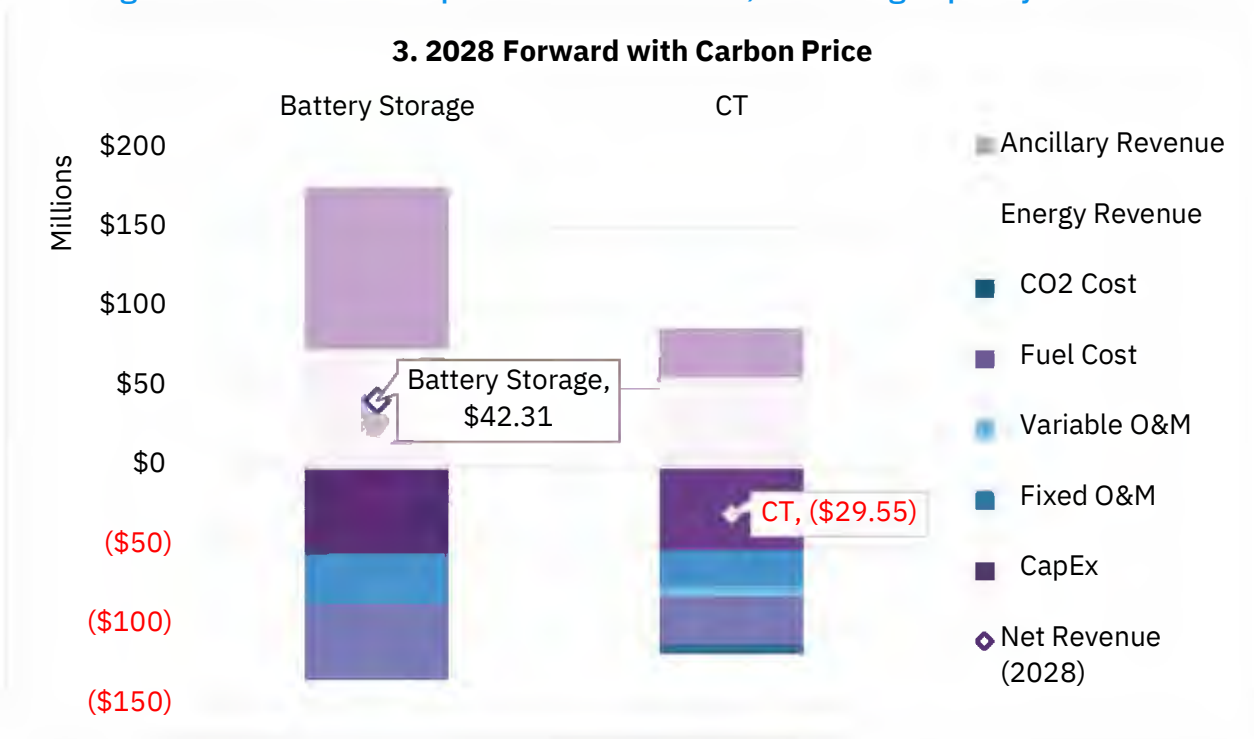 3. 2028 Forward with Carbon Price
Battery Storage
CT
Millions
$200
$150
$100
$50
$0
($50)
($100)
($150)
Battery Storage,
$42.31
CT, ($29.55)
Ancillary Revenue
Energy Revenue
CO2 Cost
Fuel Cost
Variable O&M
Fixed O&M
CapEx
Net Revenue
(2028)